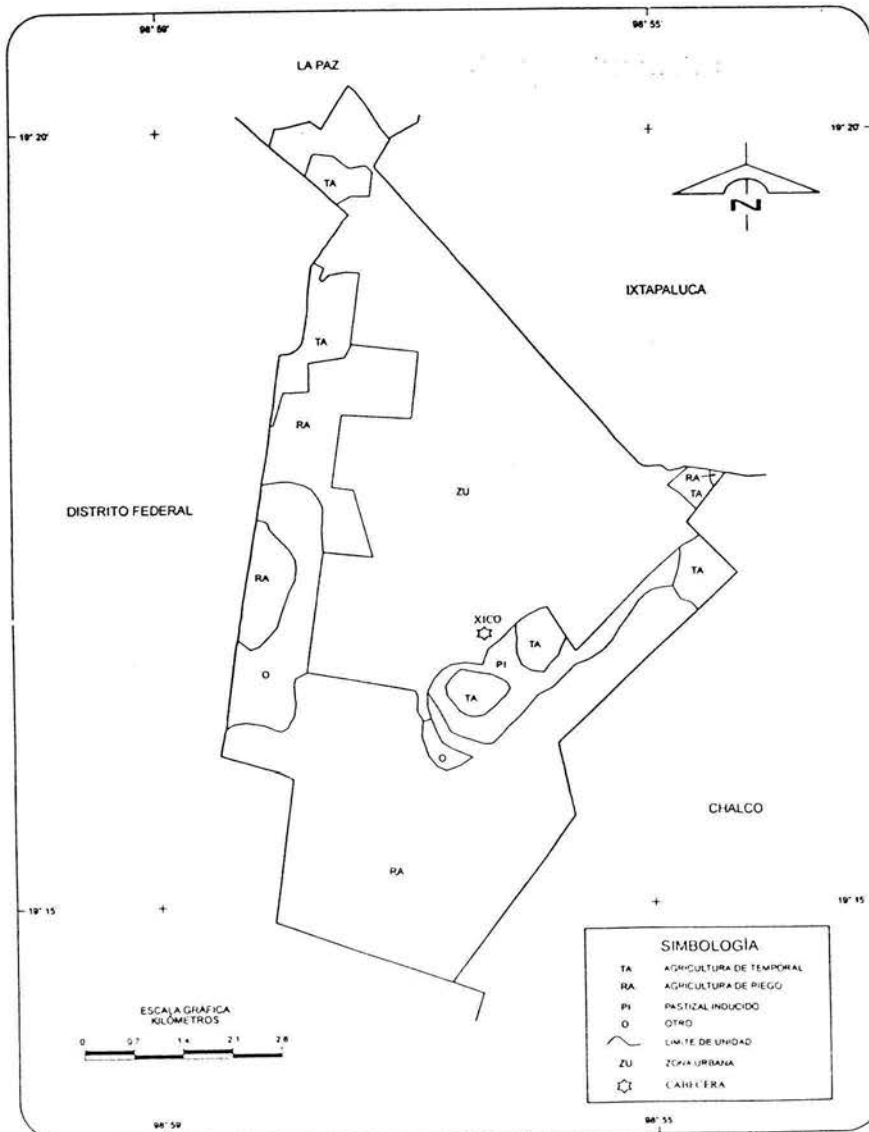 98° 59'
98° 55'
LA PAZ
19° 20'
19° 20'
TA
N
IXTAPALUCA
TA
RA
RA
TA
ZU
DISTRITO FEDERAL
RA
TA
XICO
TA
PI
O
TA
O
CHALCO
RA
19° 15'
19° 15'
SIMBOLOGÍA
TA AGRICULTURA DE TEMPORAL
RA AGRICULTURA DE RIEGO
PI PASTIZAL INDUCIDO
O OTRO
LIMITE DE UNIDAD
ZU ZONA URBANA
CABECERA
ESCALA GRAFICA
KILÓMETROS
0 0.7 1.4 2.1 2.8
98° 59
98° 55